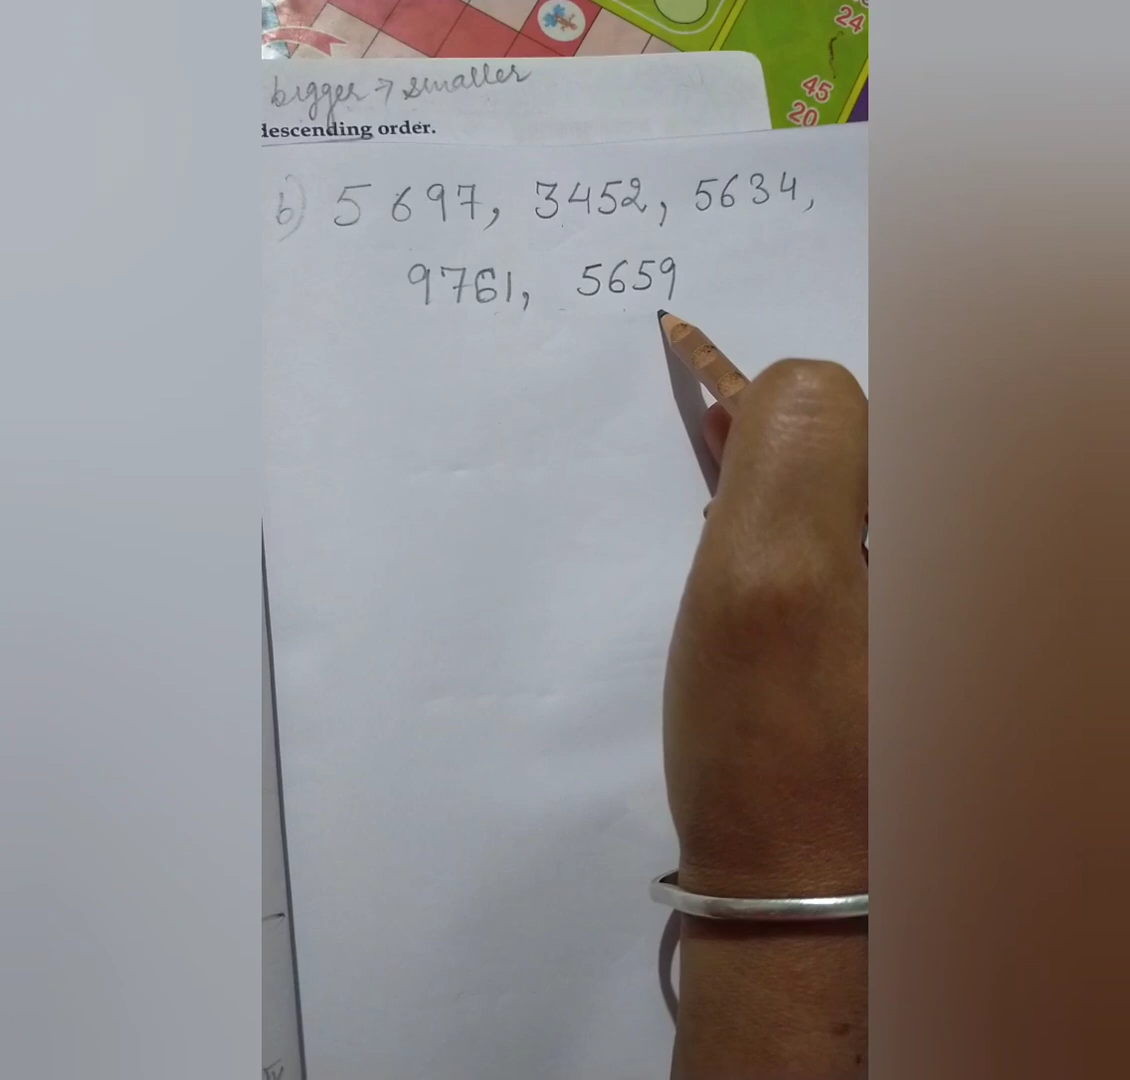 24
45
20
bigger → smaller
descending order.
b) 5697, 3452, 5634,
9761, 5659